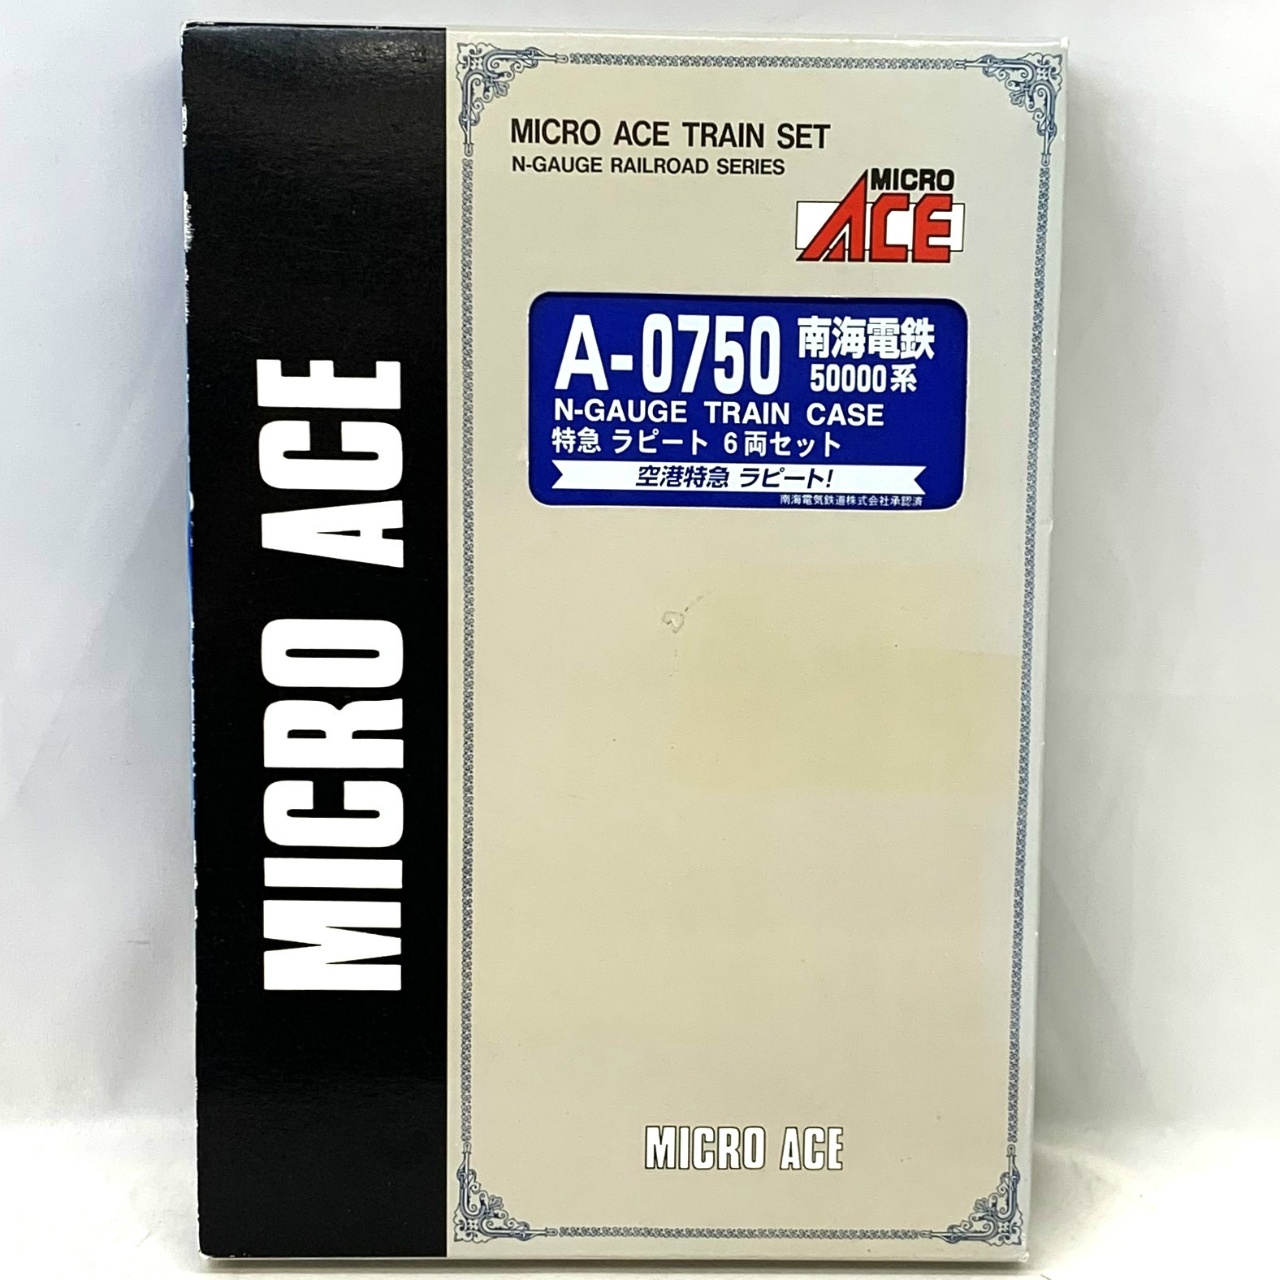 MICRO ACE
MICRO ACE TRAIN SET
N-GAUGE RAILROAD SERIES
MICRO
ACE
A-0750 南海電鉄
50000系
N-GAUGE TRAIN CASE
特急 ラピート 6両セット
空港特急 ラピート!
南海電気鉄道株式会社承認済
MICRO ACE